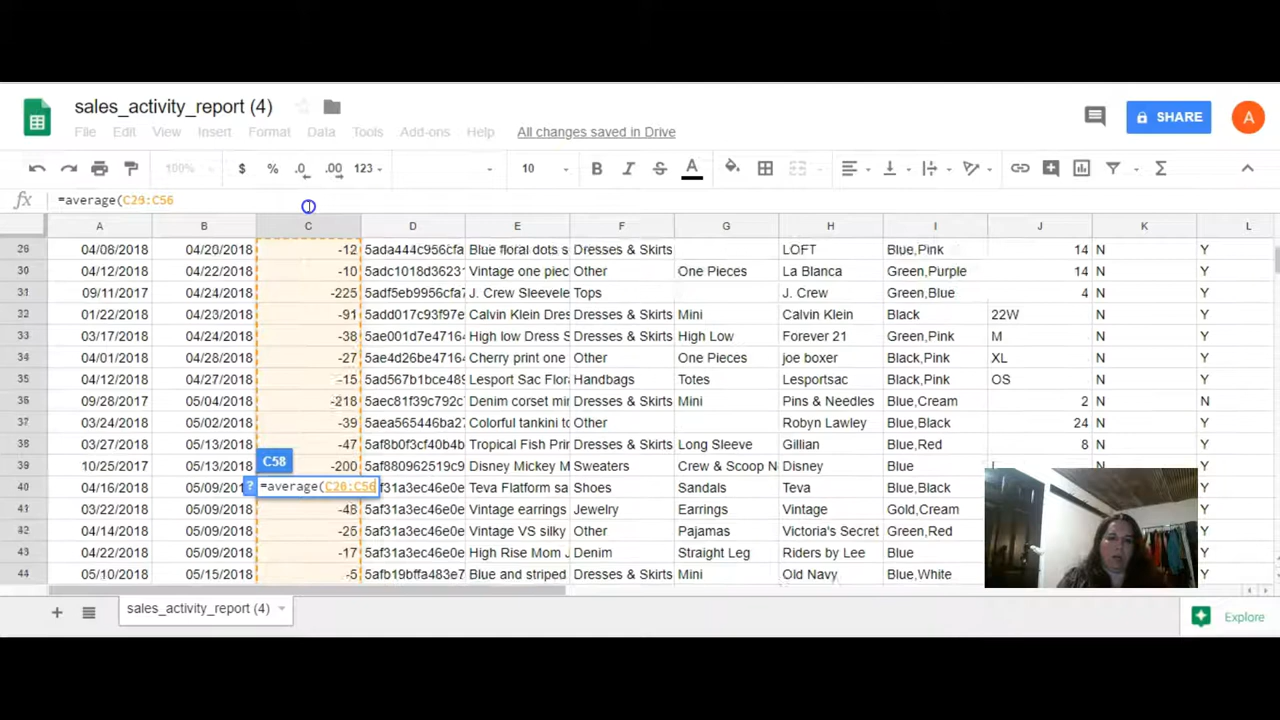 sales_activity_report (4)
File Edit View Insert Format Data Tools Add-ons Help All changes saved in Drive
SHARE A
100% $ % .0 .00 123 10 B I S A Σ
fx =average(C29:C56
A B C D E F G H I J K L
04/08/2018 04/20/2018 -12 5ada444c956cfa Blue floral dots s Dresses & Skirts LOFT Blue,Pink 14 N Y
30 04/12/2018 04/22/2018 -10 5adc1018d3623 Vintage one piec Other One Pieces La Blanca Green,Purple 14 N Y
31 09/11/2017 04/24/2018 -225 5adf5eb9956cfa7 J. Crew Sleevele Tops J. Crew Green,Blue 4 N Y
32 01/22/2018 04/23/2018 -91 5add017c93f97e Calvin Klein Dres Dresses & Skirts Mini Calvin Klein Black 22W N Y
33 03/17/2018 04/24/2018 -38 5ae001d7e4716 High low Dress S Dresses & Skirts High Low Forever 21 Green,Pink M N Y
34 04/01/2018 04/28/2018 -27 5ae4d26be4716 Cherry print one Other One Pieces joe boxer Black,Pink XL N Y
35 04/12/2018 04/27/2018 -15 5ad567b1bce48 Lesport Sac Flor Handbags Totes Lesportsac Black,Pink OS N Y
36 09/28/2017 05/04/2018 -218 5aec81f39c792c Denim corset min Dresses & Skirts Mini Pins & Needles Blue,Cream 2 N N
37 03/24/2018 05/02/2018 -39 5aea565446ba27 Colorful tankini to Other Robyn Lawley Blue,Black 24 N Y
38 03/27/2018 05/13/2018 -47 5af8b0f3cf40b4b Tropical Fish Prin Dresses & Skirts Long Sleeve Gillian Blue,Red 8 N Y
C58
39 10/25/2017 05/13/2018 -200 5af880962519c9 Disney Mickey M Sweaters Crew & Scoop N Disney Blue N Y
40 04/16/2018 05/09/201 ? =average(C20:C56 f31a3ec46e0e Teva Flatform sa Shoes Sandals Teva Blue,Black Y
41 03/22/2018 05/09/2018 -48 5af31a3ec46e0e Vintage earrings Jewelry Earrings Vintage Gold,Cream Y
42 04/14/2018 05/09/2018 5af31a3ec46e0e Vintage VS silky Other Pajamas Victoria's Secret Green,Red Y
43 04/22/2018 05/09/2018 -17 5af31a3ec46e0e High Rise Mom J Denim Straight Leg Riders by Lee Blue Y
44 05/10/2018 05/15/2018 -5 5afb19bffa483e7 Blue and striped Dresses & Skirts Mini Old Navy Blue,White Y
sales_activity_report (4) Explore